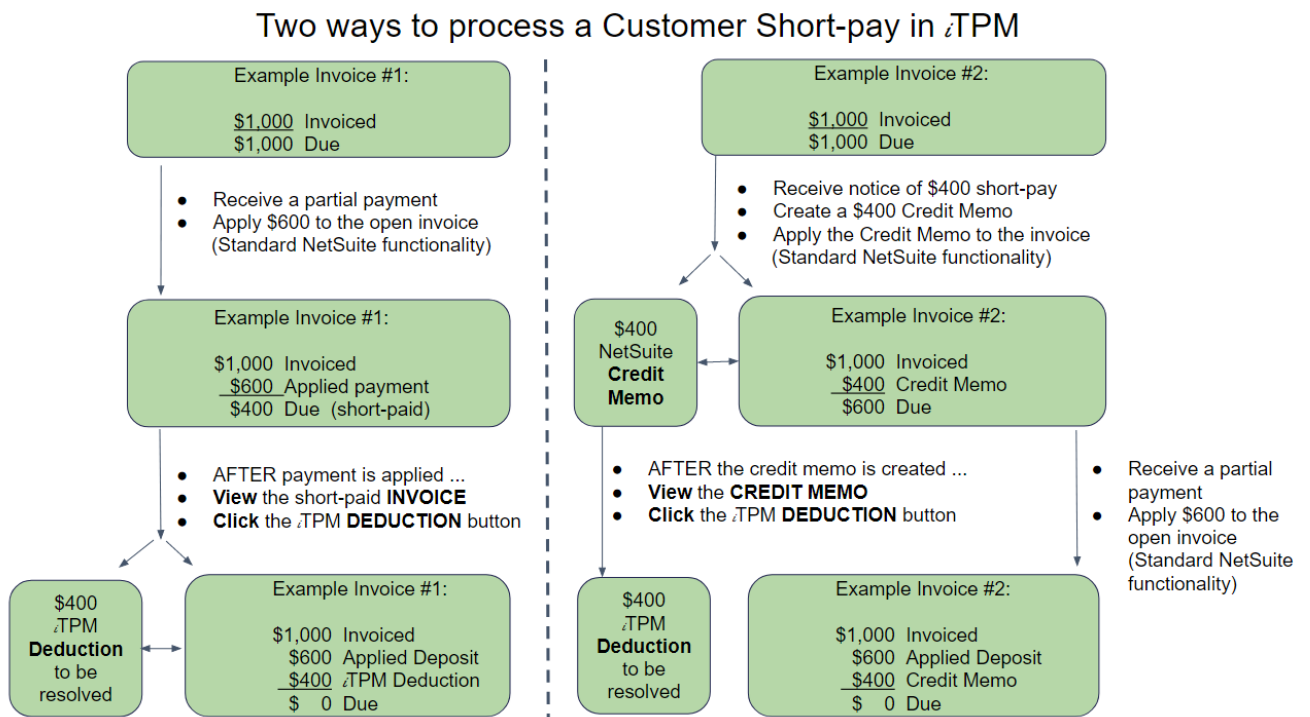 Two ways to process a Customer Short-pay in iTPM
Example Invoice #1:
$1,000 Invoiced
$1,000 Due
● Receive a partial payment
● Apply $600 to the open invoice
(Standard NetSuite functionality)
Example Invoice #1:
$1,000 Invoiced
$600 Applied payment
$400 Due (short-paid)
● AFTER payment is applied ...
● View the short-paid INVOICE
● Click the iTPM DEDUCTION button
$400
iTPM
Deduction
to be
resolved
Example Invoice #1:
$1,000 Invoiced
$600 Applied Deposit
$400 iTPM Deduction
$ 0 Due
Example Invoice #2:
$1,000 Invoiced
$1,000 Due
● Receive notice of $400 short-pay
● Create a $400 Credit Memo
● Apply the Credit Memo to the invoice
(Standard NetSuite functionality)
$400
NetSuite
Credit
Memo
Example Invoice #2:
$1,000 Invoiced
$400 Credit Memo
$600 Due
● AFTER the credit memo is created ...
● View the CREDIT MEMO
● Click the iTPM DEDUCTION button
● Receive a partial
payment
● Apply $600 to the
open invoice
(Standard NetSuite
functionality)
$400
iTPM
Deduction
to be
resolved
Example Invoice #2:
$1,000 Invoiced
$600 Applied Deposit
$400 Credit Memo
$ 0 Due